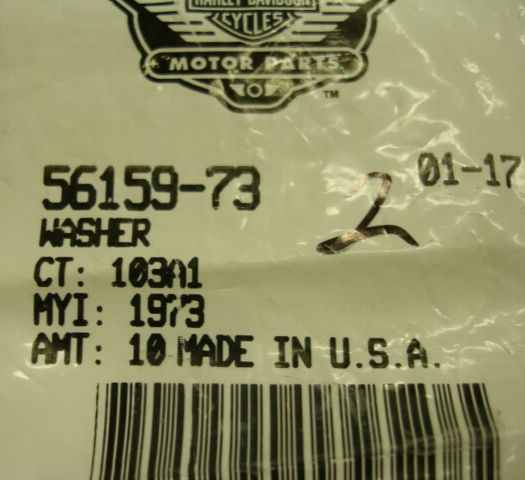 HARLEY-DAVIDSON
CYCLES
MOTOR PARTS
TM
56159-73
01-17
2
WASHER
CT: 103A1
MYI: 1973
AMT: 10 MADE IN U.S.A.